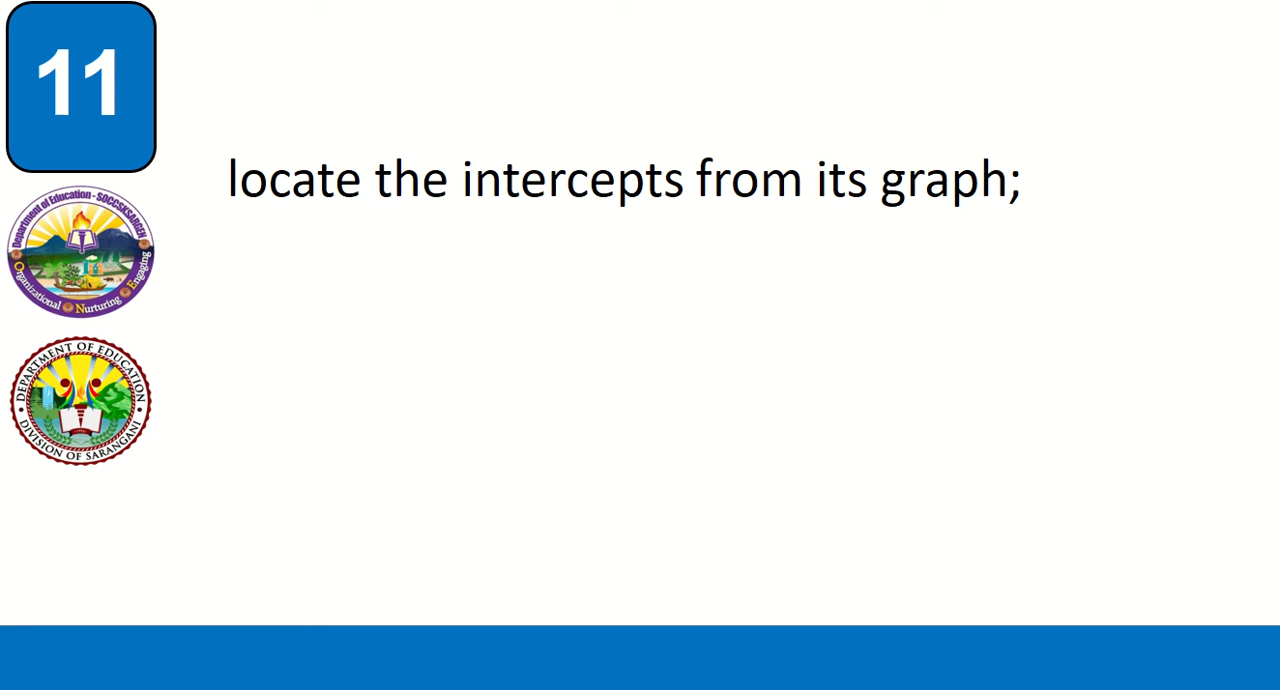 11
locate the intercepts from its graph;
Department of Education - SOCCSKSARGEN
Organizational Nurturing Engaging
DEPARTMENT OF EDUCATION
DIVISION OF SARANGANI